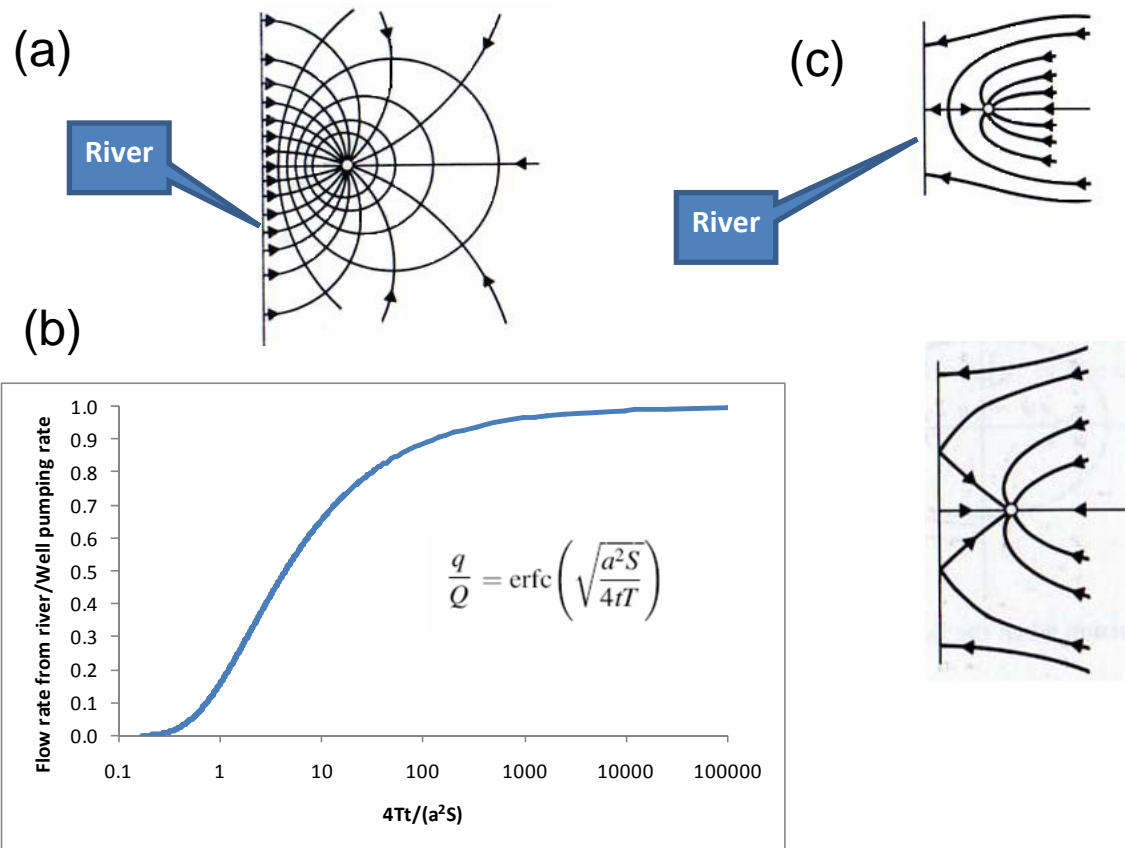 (a)
(c)
River
River
(b)
Flow rate from river/Well pumping rate
1.0
0.9
0.8
0.7
0.6
0.5
0.4
0.3
0.2
0.1
0.0
q/Q = erfc(√(a²S/4tT))
0.1 1 10 100 1000 10000 100000
4Tt/(a²S)